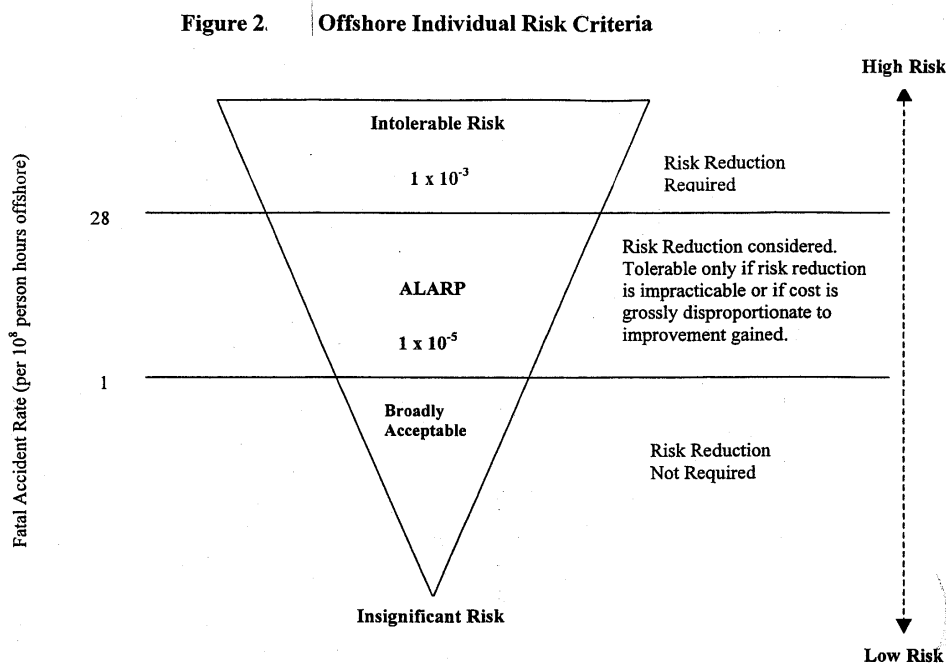 Figure 2. Offshore Individual Risk Criteria
High Risk
Intolerable Risk
1 x 10⁻³
Risk Reduction
Required
28
Risk Reduction considered.
Tolerable only if risk reduction
is impracticable or if cost is
grossly disproportionate to
improvement gained.
ALARP
1 x 10⁻⁵
1
Broadly
Acceptable
Risk Reduction
Not Required
Insignificant Risk
Low Risk
Fatal Accident Rate (per 10⁸ person hours offshore)